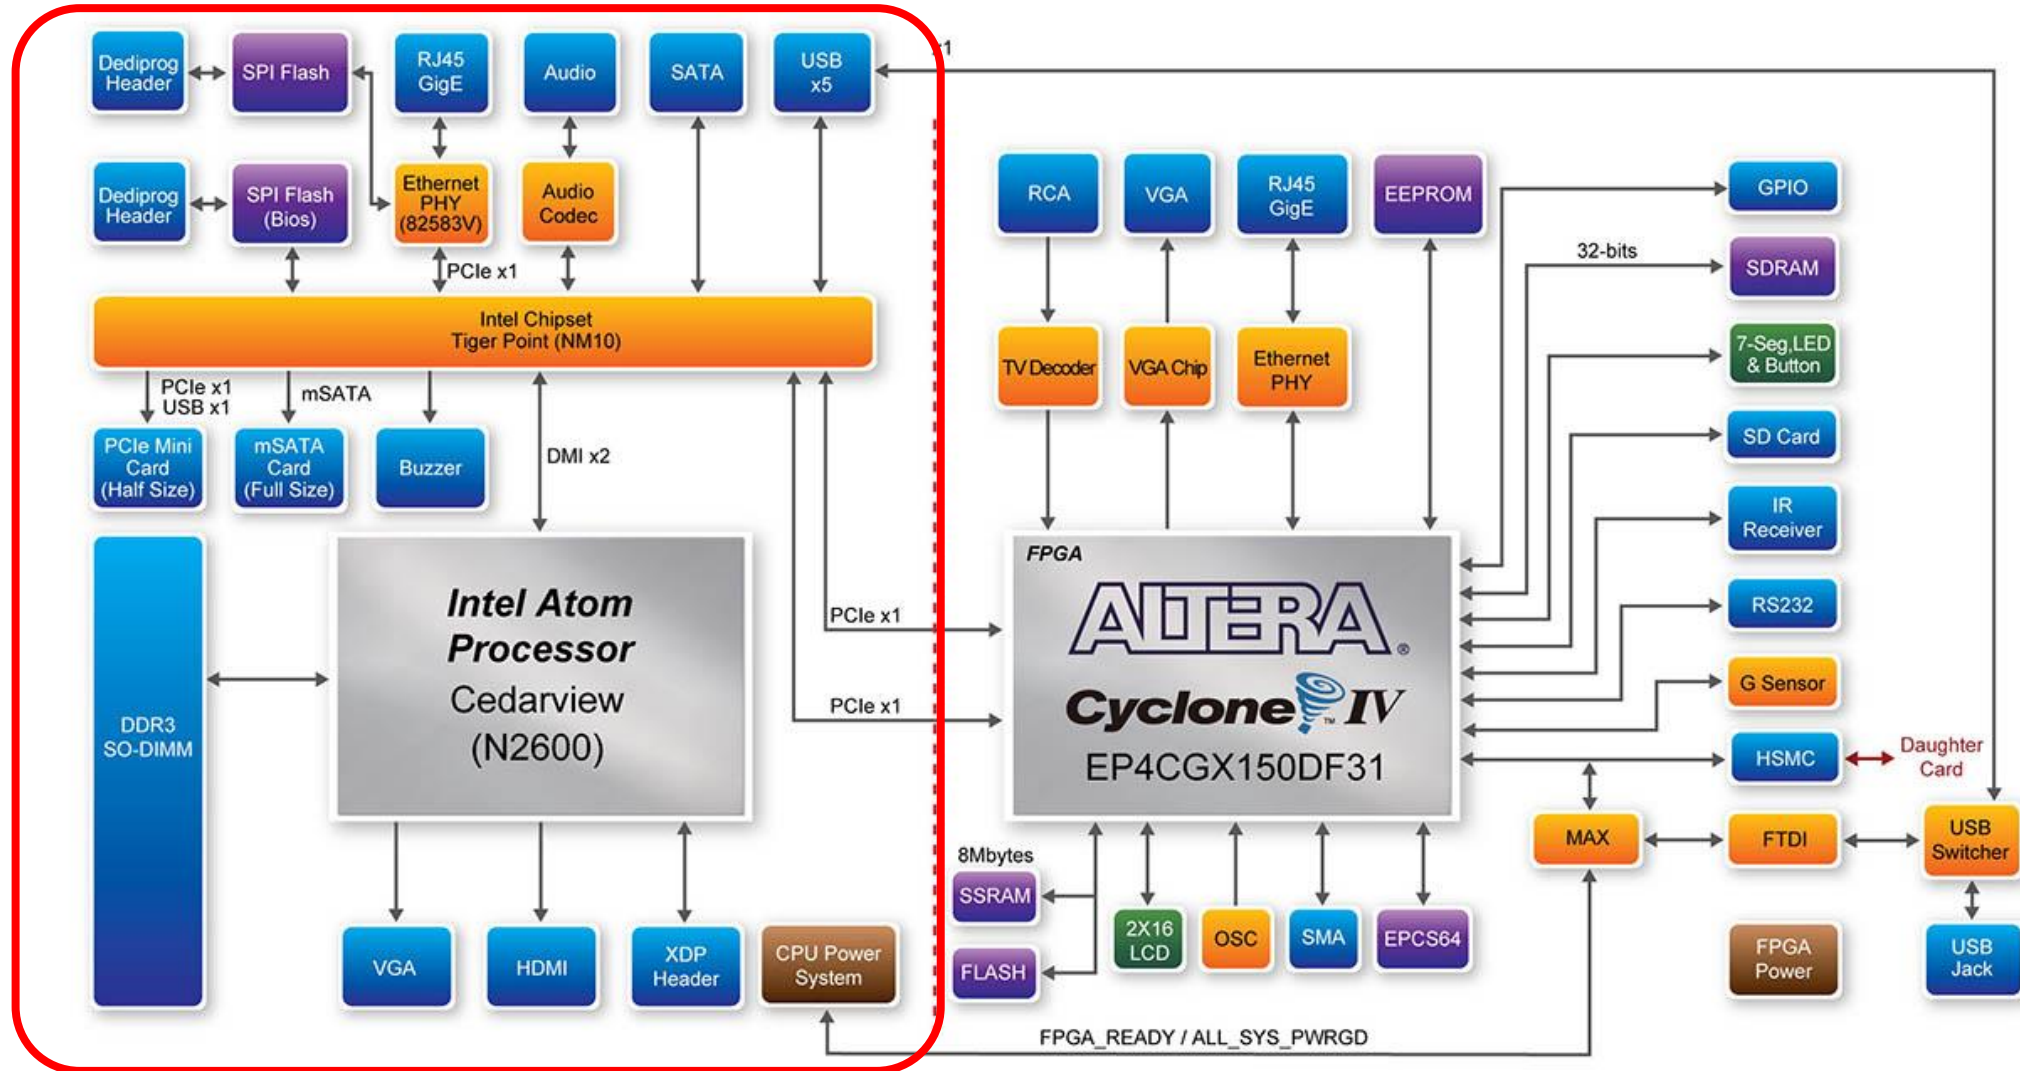 Dediprog
Header
SPI Flash
RJ45
GigE
Audio
SATA
USB
x5
x1
Dediprog
Header
SPI Flash
(Bios)
Ethernet
PHY
(82583V)
Audio
Codec
PCIe x1
Intel Chipset
Tiger Point (NM10)
PCIe x1
USB x1
mSATA
PCIe Mini
Card
(Half Size)
mSATA
Card
(Full Size)
Buzzer
DMI x2
DDR3
SO-DIMM
Intel Atom
Processor
Cedarview
(N2600)
PCIe x1
PCIe x1
VGA
HDMI
XDP
Header
CPU Power
System
RCA
VGA
RJ45
GigE
EEPROM
TV Decoder
VGA Chip
Ethernet
PHY
FPGA
ALTERA®
Cyclone™ IV
EP4CGX150DF31
GPIO
32-bits
SDRAM
7-Seg,LED
& Button
SD Card
IR
Receiver
RS232
G Sensor
HSMC
Daughter
Card
MAX
FTDI
USB
Switcher
8Mbytes
SSRAM
FLASH
2X16
LCD
OSC
SMA
EPCS64
FPGA
Power
USB
Jack
FPGA_READY / ALL_SYS_PWRGD